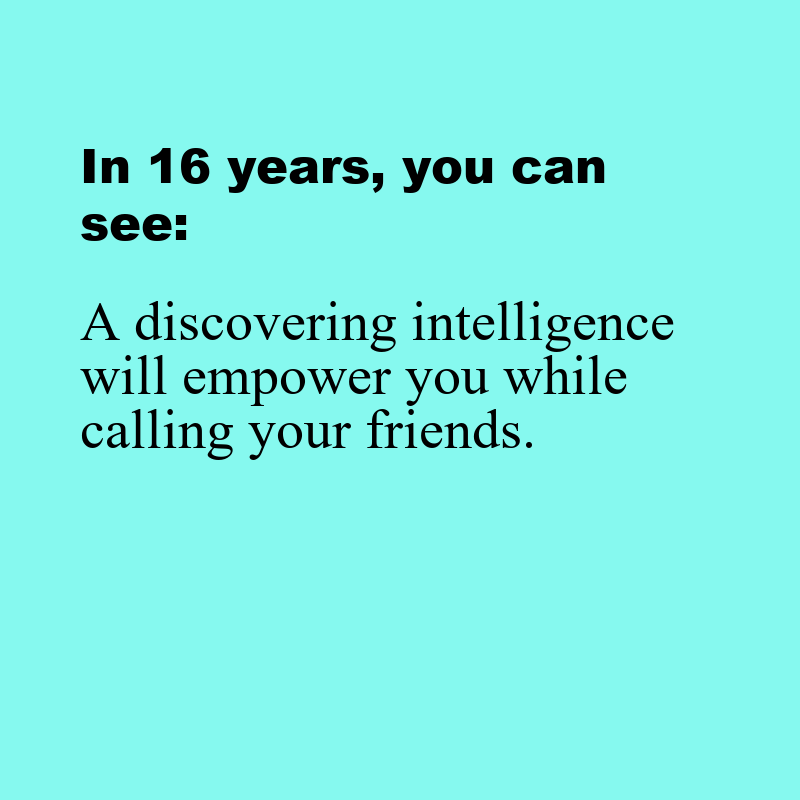 In 16 years, you can
see:
A discovering intelligence
will empower you while
calling your friends.